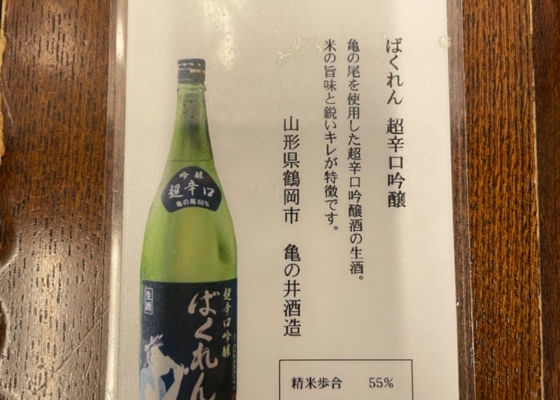 ばくれん 超辛口吟醸
亀の尾を使用した超辛口吟醸酒の生酒。
米の旨味と鋭いキレが特徴です。
山形県鶴岡市 亀の井酒造
精米歩合 55%
吟醸
超辛口
亀の尾55%
生酒
超辛口吟醸
ばくれん